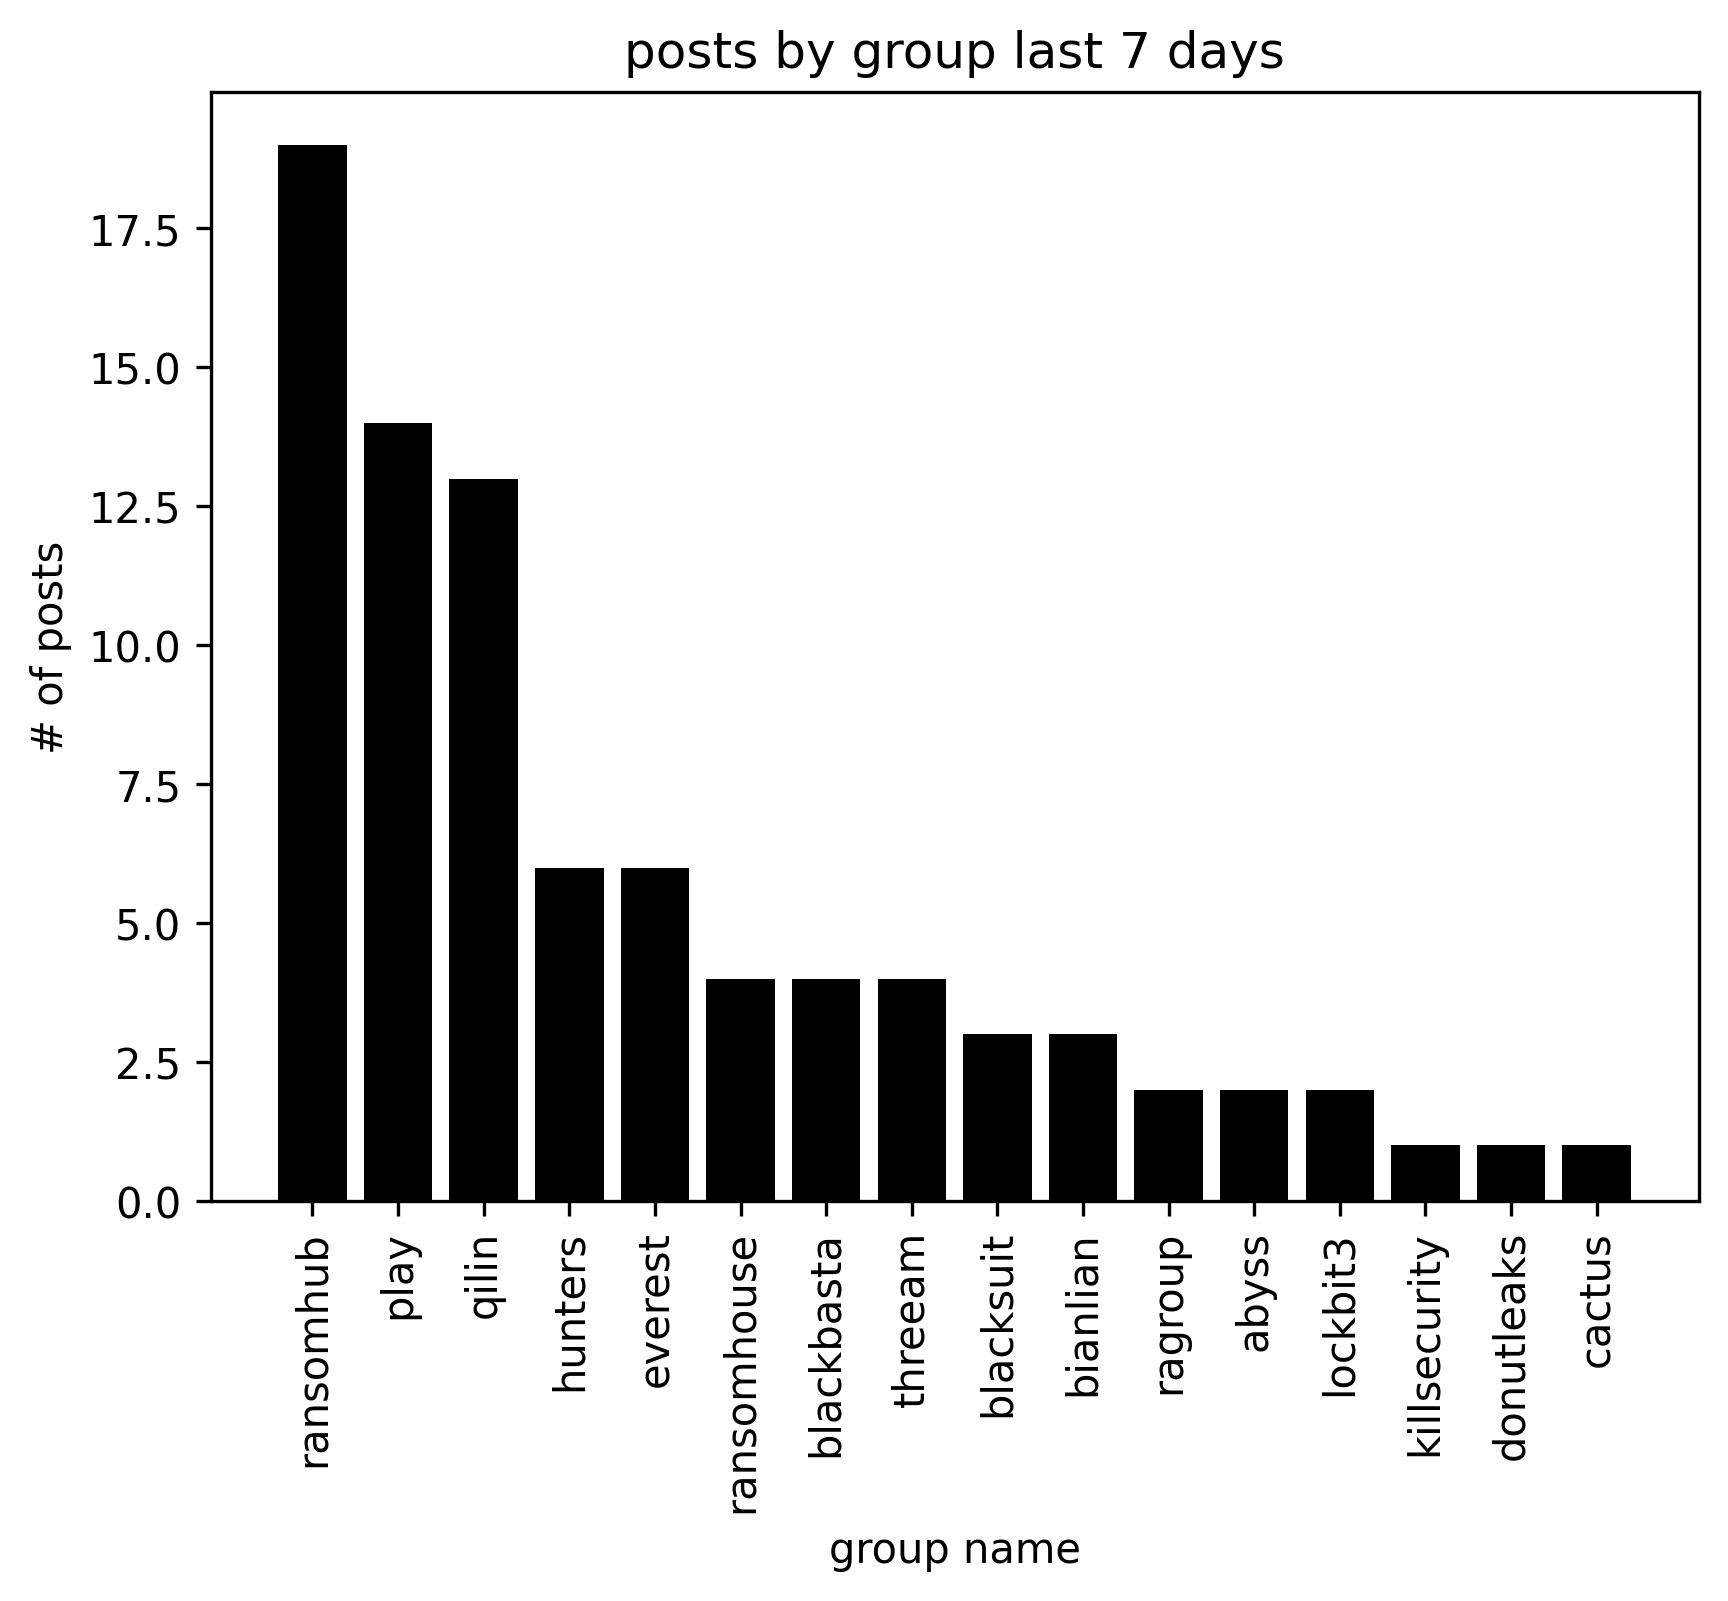 posts by group last 7 days
# of posts
17.5
15.0
12.5
10.0
7.5
5.0
2.5
0.0
ransomhub
play
qilin
hunters
everest
ransomhouse
blackbasta
threeam
blacksuit
bianlian
ragroup
abyss
lockbit3
killsecurity
donutleaks
cactus
group name